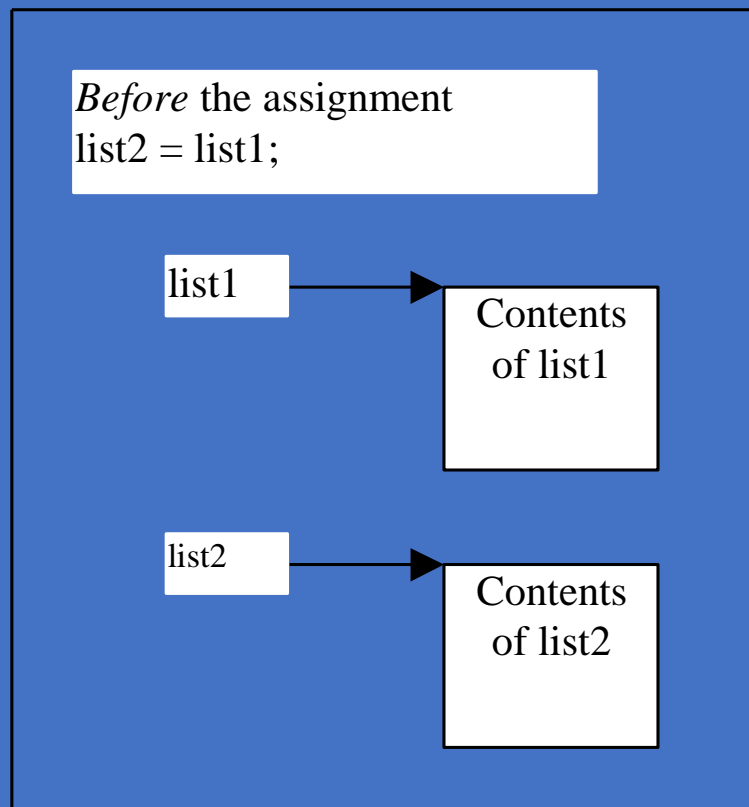 Before the assignment
list2 = list1;
list1
Contents
of list1
list2
Contents
of list2